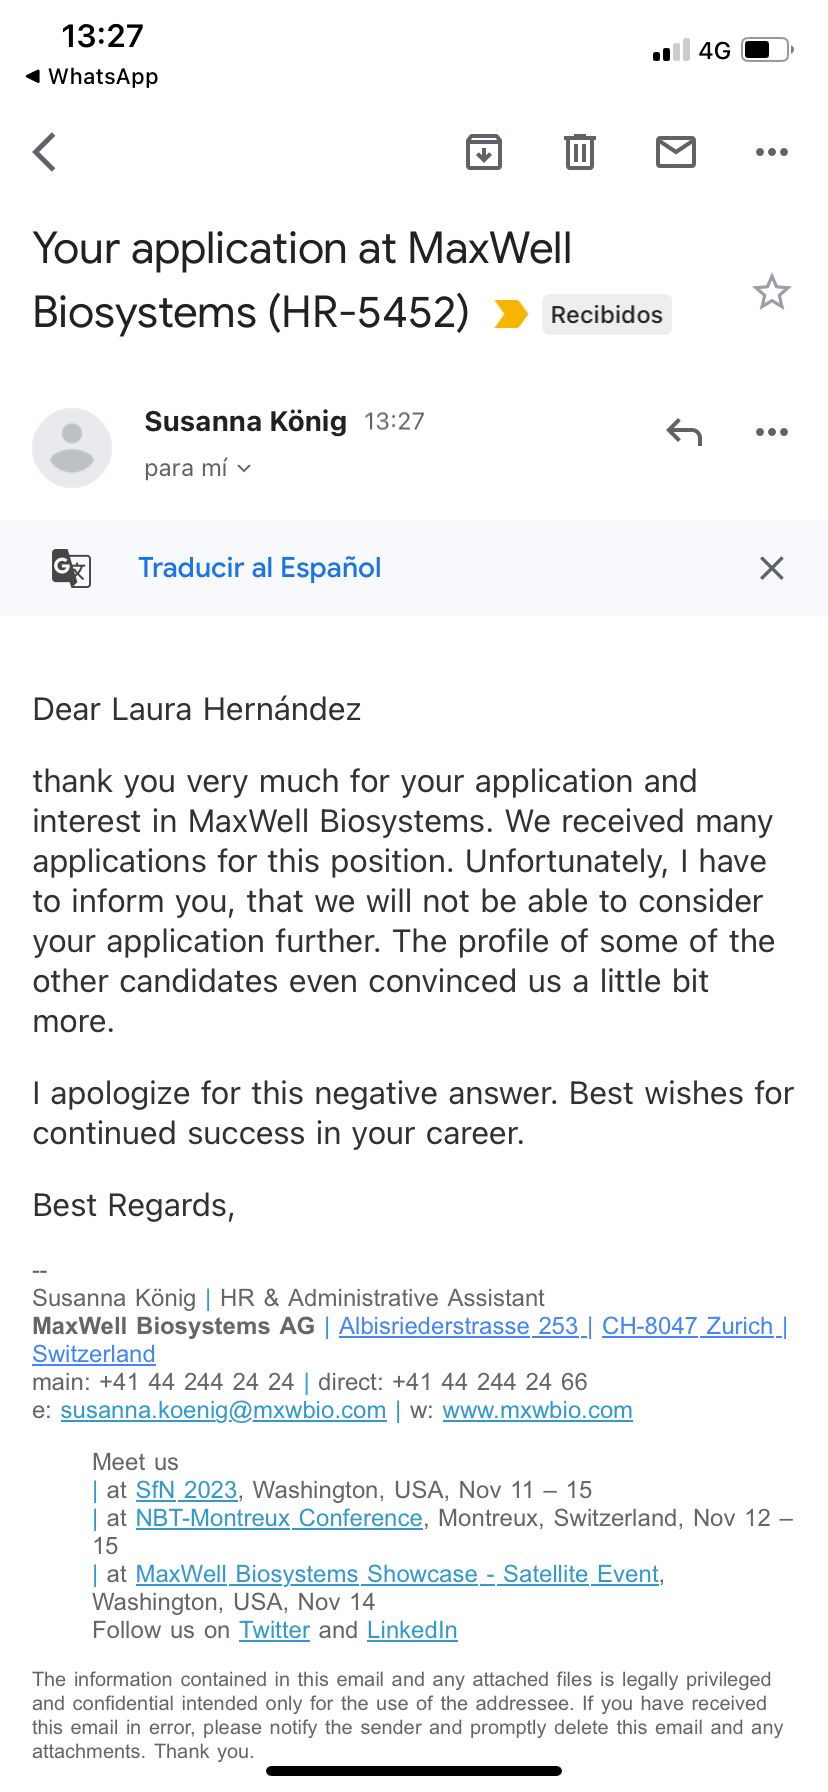 13:27
4G
◀ WhatsApp
Your application at MaxWell
Biosystems (HR-5452) Recibidos
Susanna König 13:27
para mí
G文 Traducir al Español
Dear Laura Hernández
thank you very much for your application and
interest in MaxWell Biosystems. We received many
applications for this position. Unfortunately, I have
to inform you, that we will not be able to consider
your application further. The profile of some of the
other candidates even convinced us a little bit
more.
I apologize for this negative answer. Best wishes for
continued success in your career.
Best Regards,
--
Susanna König | HR & Administrative Assistant
MaxWell Biosystems AG | Albisriederstrasse 253 | CH-8047 Zurich |
Switzerland
main: +41 44 244 24 24 | direct: +41 44 244 24 66
e: susanna.koenig@mxwbio.com | w: www.mxwbio.com
Meet us
| at SfN 2023, Washington, USA, Nov 11 – 15
| at NBT-Montreux Conference, Montreux, Switzerland, Nov 12 –
15
| at MaxWell Biosystems Showcase - Satellite Event,
Washington, USA, Nov 14
Follow us on Twitter and LinkedIn
The information contained in this email and any attached files is legally privileged
and confidential intended only for the use of the addressee. If you have received
this email in error, please notify the sender and promptly delete this email and any
attachments. Thank you.